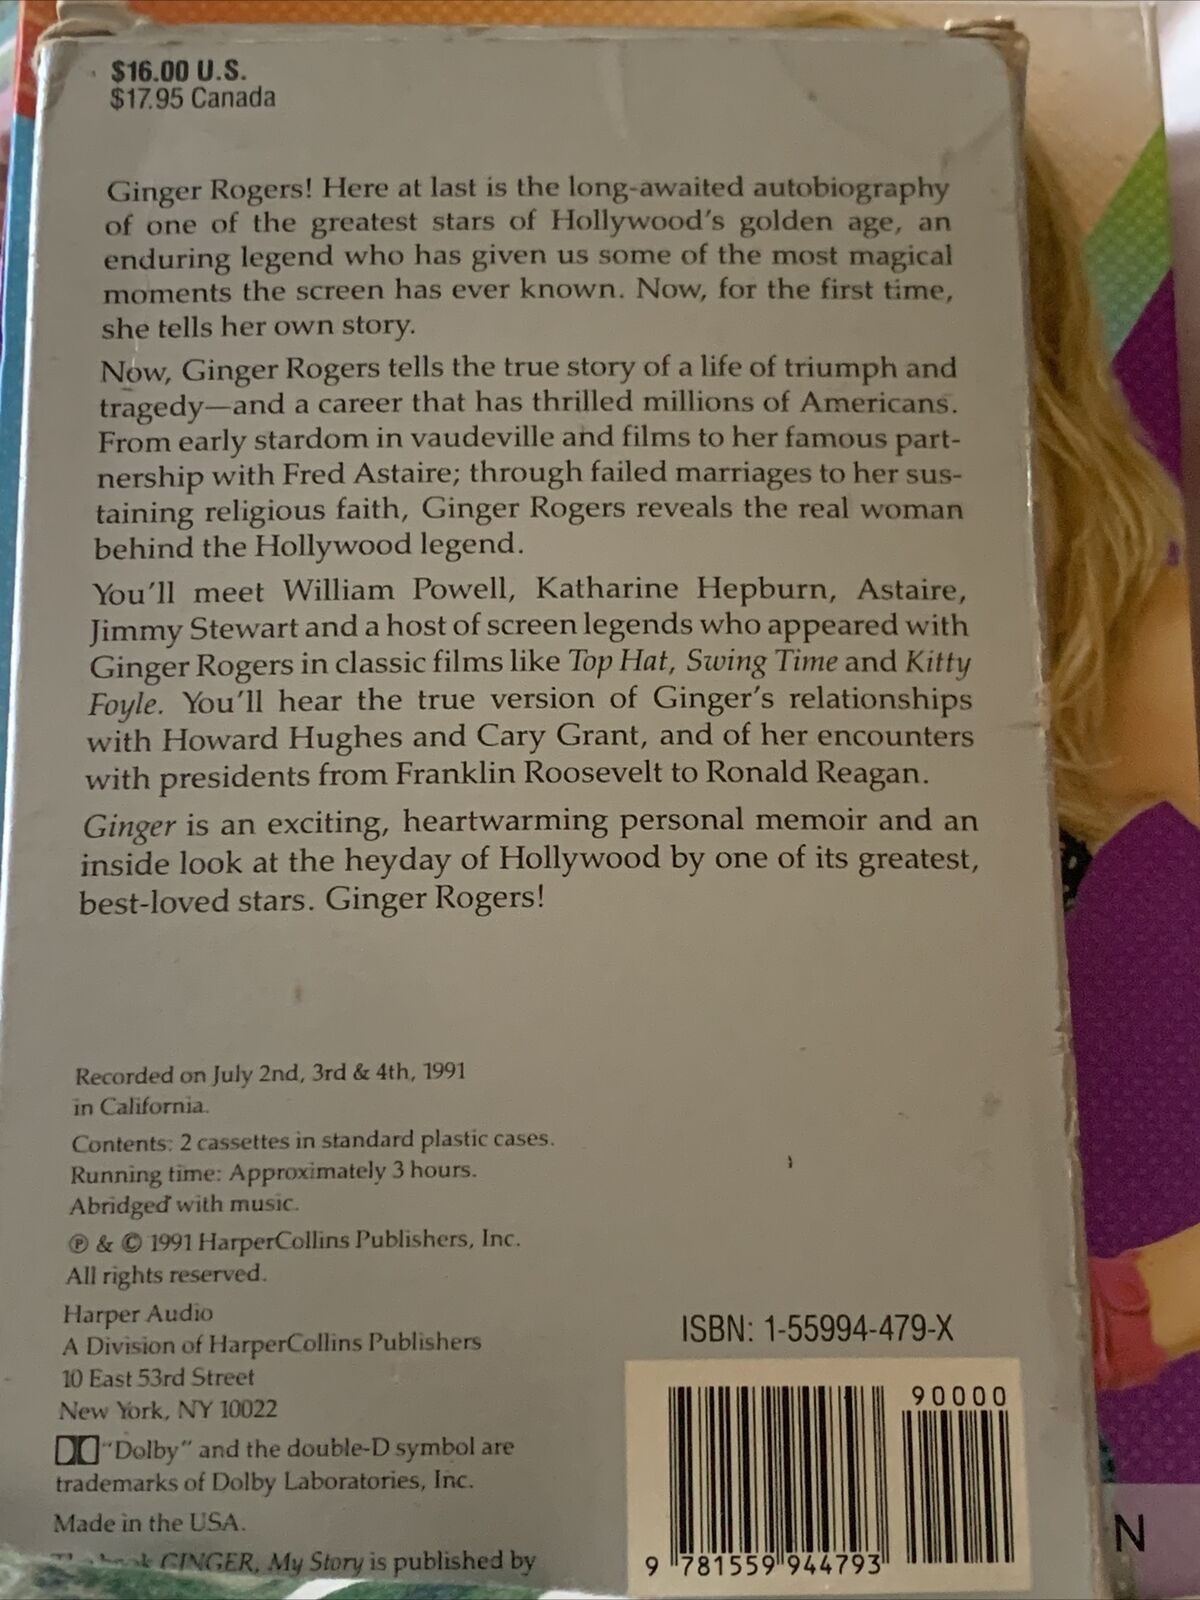 $16.00 U.S.
$17.95 Canada
Ginger Rogers! Here at last is the long-awaited autobiography
of one of the greatest stars of Hollywood's golden age, an
enduring legend who has given us some of the most magical
moments the screen has ever known. Now, for the first time,
she tells her own story.
Now, Ginger Rogers tells the true story of a life of triumph and
tragedy—and a career that has thrilled millions of Americans.
From early stardom in vaudeville and films to her famous part-
nership with Fred Astaire; through failed marriages to her sus-
taining religious faith, Ginger Rogers reveals the real woman
behind the Hollywood legend.
You'll meet William Powell, Katharine Hepburn, Astaire,
Jimmy Stewart and a host of screen legends who appeared with
Ginger Rogers in classic films like Top Hat, Swing Time and Kitty
Foyle. You'll hear the true version of Ginger's relationships
with Howard Hughes and Cary Grant, and of her encounters
with presidents from Franklin Roosevelt to Ronald Reagan.
Ginger is an exciting, heartwarming personal memoir and an
inside look at the heyday of Hollywood by one of its greatest,
best-loved stars. Ginger Rogers!
Recorded on July 2nd, 3rd & 4th, 1991
in California.
Contents: 2 cassettes in standard plastic cases.
Running time: Approximately 3 hours.
Abridged with music.
℗ & © 1991 HarperCollins Publishers, Inc.
All rights reserved.
Harper Audio
A Division of HarperCollins Publishers
10 East 53rd Street
New York, NY 10022
"Dolby" and the double-D symbol are
trademarks of Dolby Laboratories, Inc.
Made in the USA.
book GINGER, My Story is published by
ISBN: 1-55994-479-X
90000
9 781559 944793
N